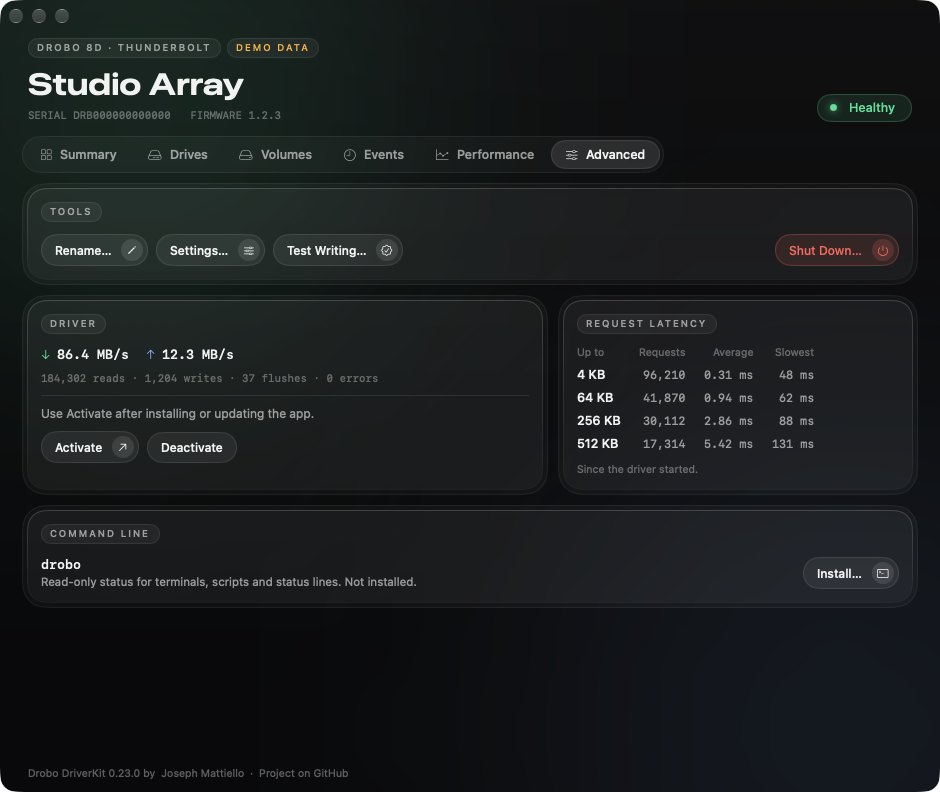 DROBO 8D · THUNDERBOLT DEMO DATA
Studio Array
SERIAL DRB000000000000 FIRMWARE 1.2.3
Healthy
Summary Drives Volumes Events Performance Advanced
TOOLS
Rename... Settings... Test Writing... Shut Down...
DRIVER
↓ 86.4 MB/s ↑ 12.3 MB/s
184,302 reads · 1,204 writes · 37 flushes · 0 errors
Use Activate after installing or updating the app.
Activate Deactivate
REQUEST LATENCY
Up to Requests Average Slowest
4 KB 96,210 0.31 ms 48 ms
64 KB 41,870 0.94 ms 62 ms
256 KB 30,112 2.86 ms 88 ms
512 KB 17,314 5.42 ms 131 ms
Since the driver started.
COMMAND LINE
drobo
Read-only status for terminals, scripts and status lines. Not installed.
Install...
Drobo DriverKit 0.23.0 by Joseph Mattiello · Project on GitHub